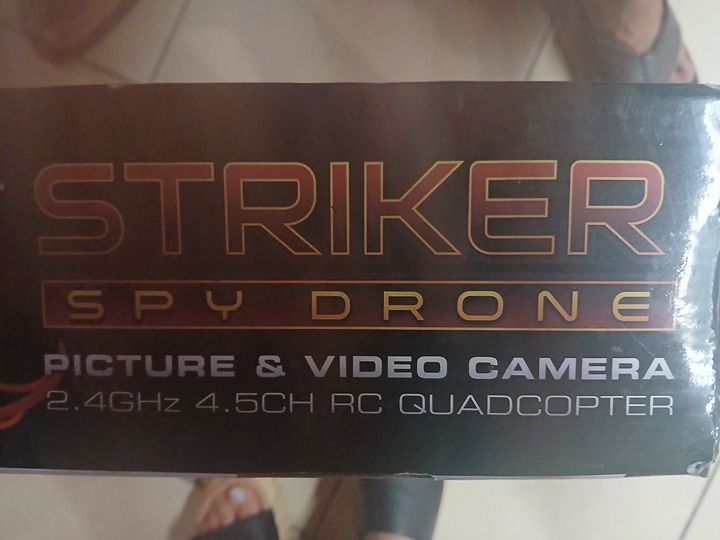 STRIKER
SPY DRONE
PICTURE & VIDEO CAMERA
2.4GHz 4.5CH RC QUADCOPTER